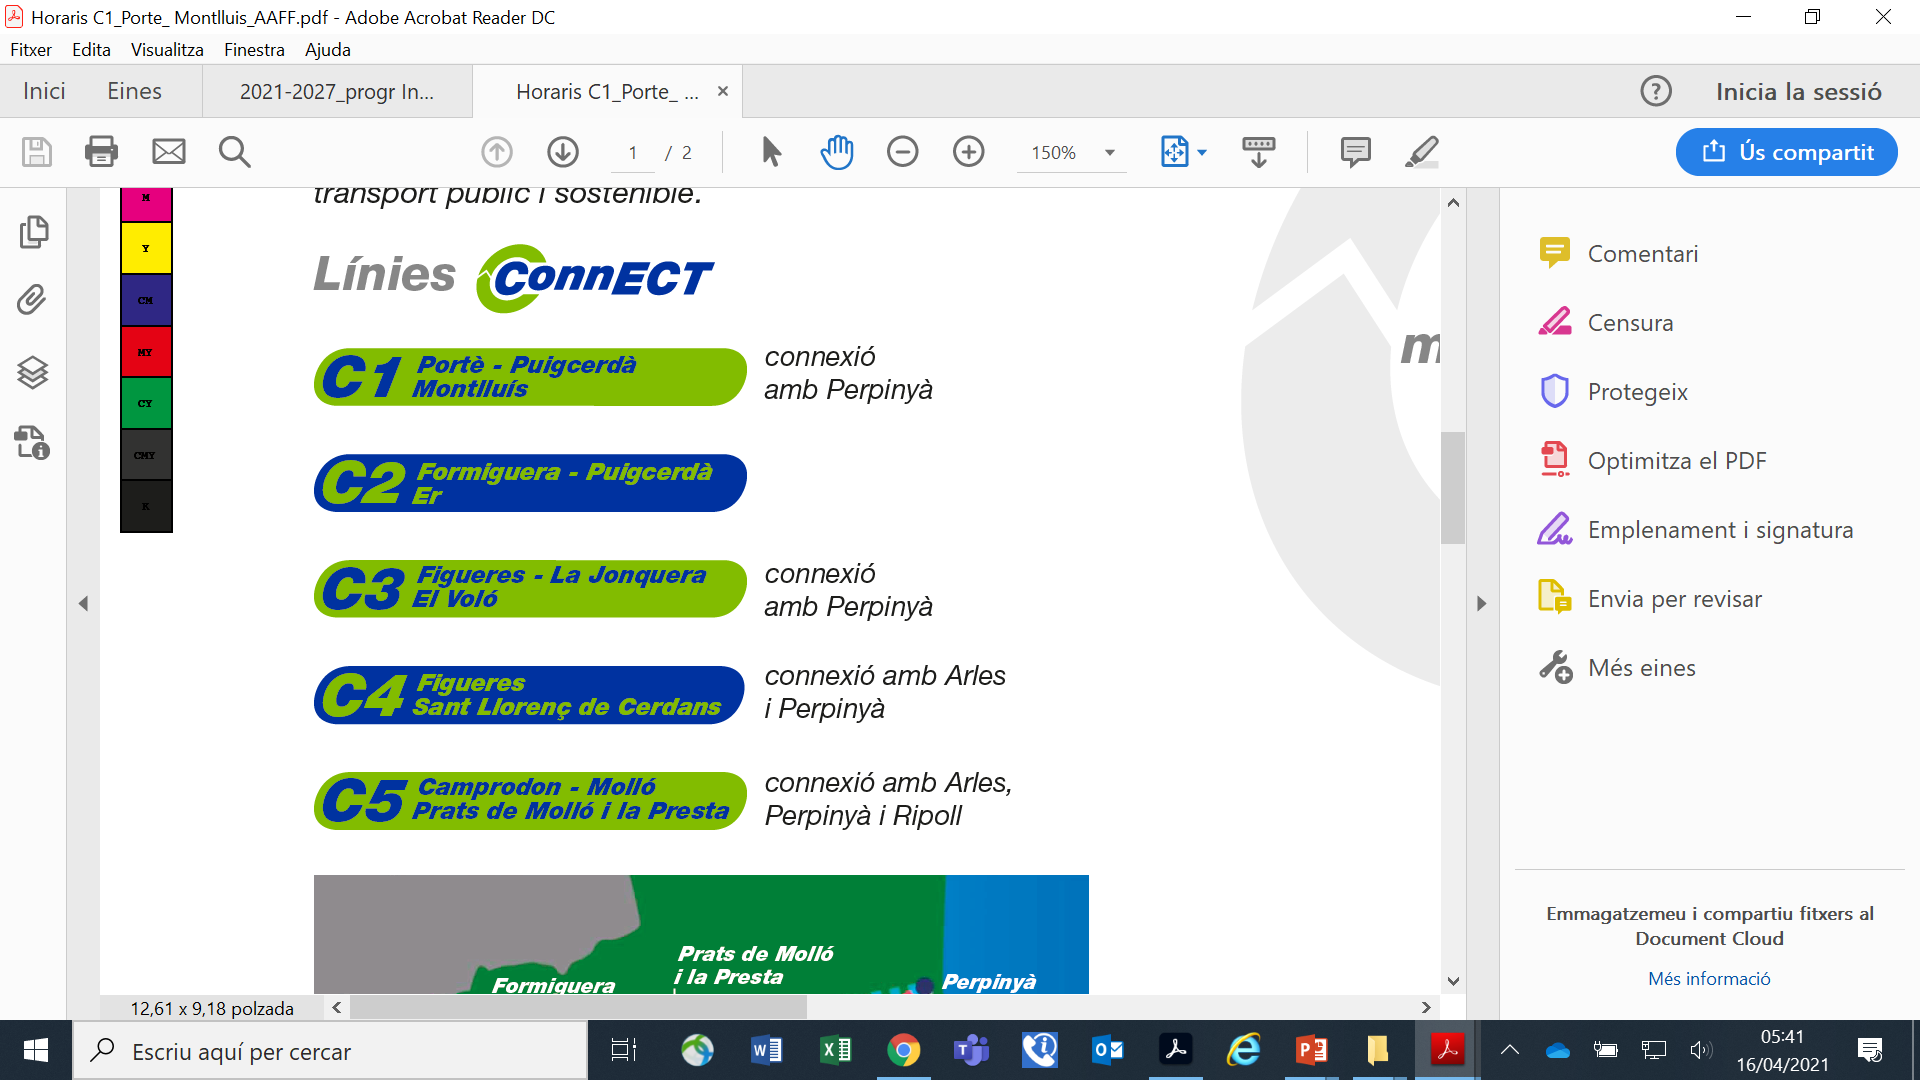 Horaris C1_Porte_ Montlluis_AAFF.pdf - Adobe Acrobat Reader DC
Fitxer Edita Visualitza Finestra Ajuda
Inici Eines 2021-2027_progr In... Horaris C1_Porte_ ... Inicia la sessió
1 / 2 150% Ús compartit
M
Y
CM
MY
CY
CMY
K
transport públic i sostenible.
Línies ConnECT
C1 Portè - Puigcerdà
Montlluís
connexió
amb Perpinyà
C2 Formiguera - Puigcerdà
Er
C3 Figueres - La Jonquera
El Voló
connexió
amb Perpinyà
C4 Figueres
Sant Llorenç de Cerdans
connexió amb Arles
i Perpinyà
C5 Camprodon - Molló
Prats de Molló i la Presta
connexió amb Arles,
Perpinyà i Ripoll
m
Prats de Molló
i la Presta
Formiguera
Perpinyà
12,61 x 9,18 polzada
Comentari
Censura
Protegeix
Optimitza el PDF
Emplenament i signatura
Envia per revisar
Més eines
Emmagatzemeu i compartiu fitxers al
Document Cloud
Més informació
Escriu aquí per cercar
05:41
16/04/2021